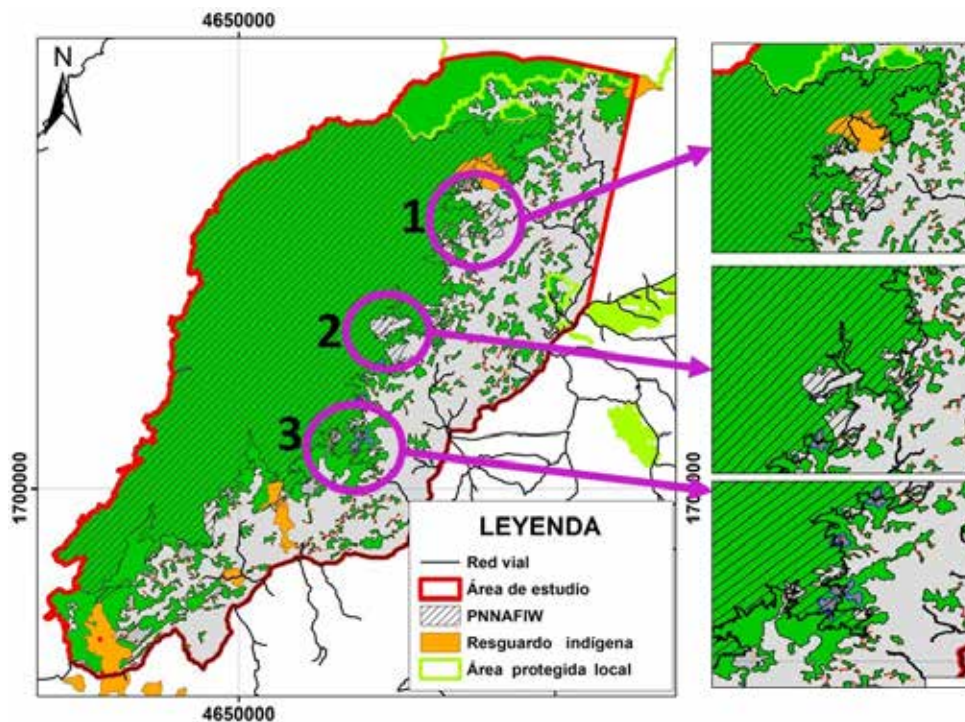 4650000
N
1
2
3
1700000
1700000
LEYENDA
Red vial
Área de estudio
PNNAFIW
Resguardo indígena
Área protegida local
4650000